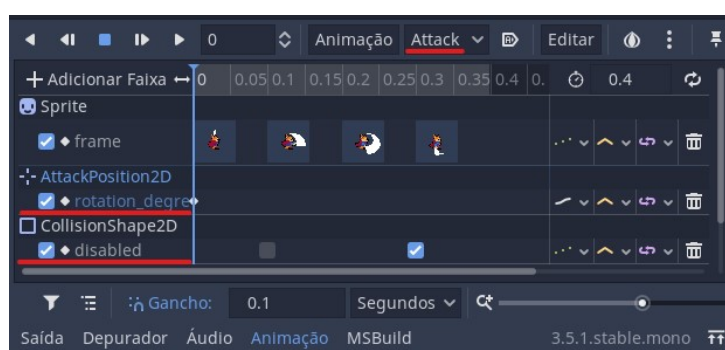 0 Animação Attack Editar
Adicionar Faixa 0 0.05 0.1 0.15 0.2 0.25 0.3 0.35 0.4 0. 0.4
Sprite
frame
AttackPosition2D
rotation_degre
CollisionShape2D
disabled
Gancho: 0.1 Segundos
Saída Depurador Áudio Animação MSBuild 3.5.1.stable.mono